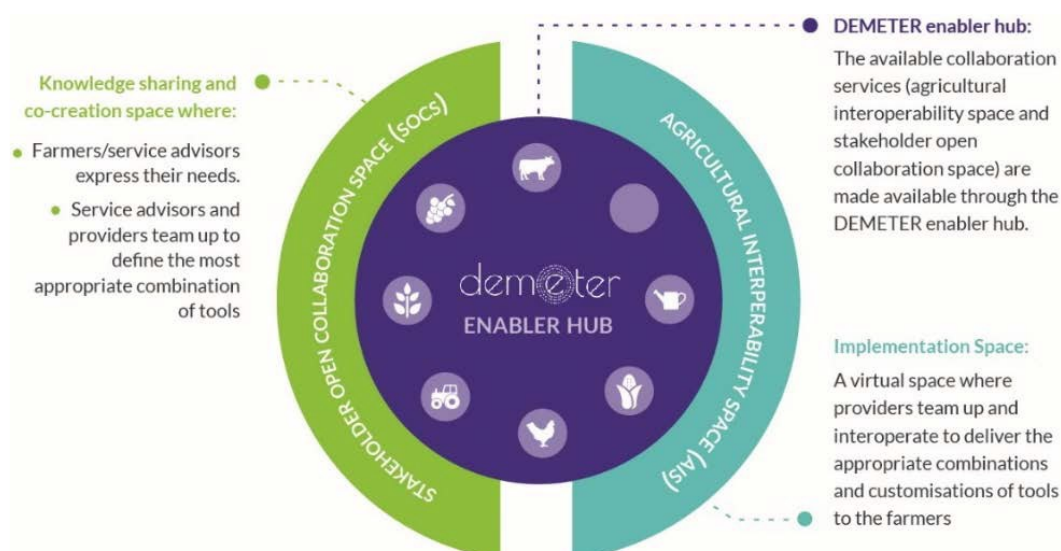 Knowledge sharing and
co-creation space where:
Farmers/service advisors
express their needs.
Service advisors and
providers team up to
define the most
appropriate combination
of tools
STAKEHOLDER OPEN COLLABORATION SPACE (SOCS)
demeter
ENABLER HUB
AGRICULTURAL INTERPERABILITY SPACE (AIS)
DEMETER enabler hub:
The available collaboration
services (agricultural
interoperability space and
stakeholder open
collaboration space) are
made available through the
DEMETER enabler hub.
Implementation Space:
A virtual space where
providers team up and
interoperate to deliver the
appropriate combinations
and customisations of tools
to the farmers